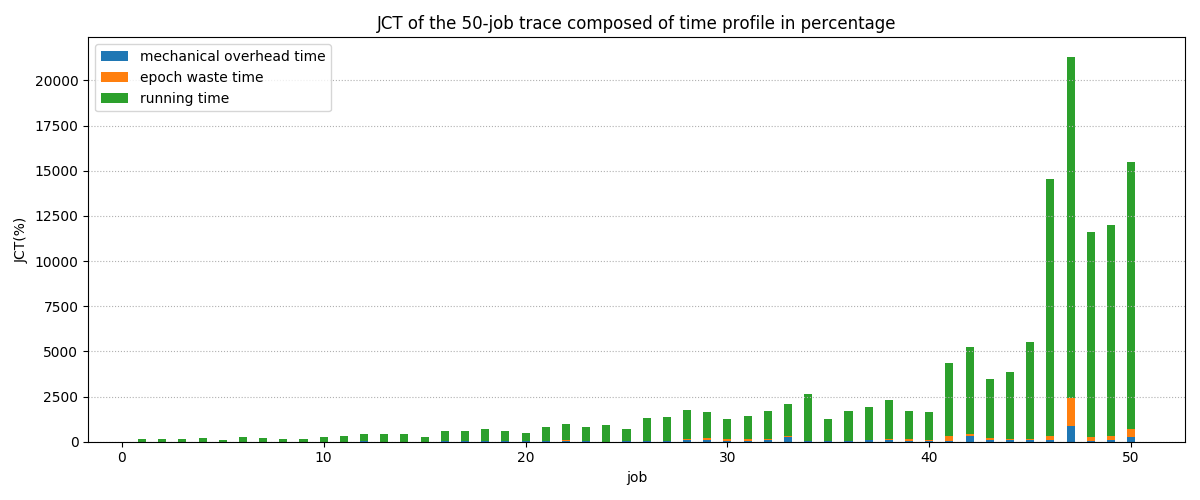 JCT of the 50-job trace composed of time profile in percentage
mechanical overhead time
epoch waste time
running time
20000
17500
15000
12500
10000
7500
5000
2500
0
JCT(%)
0 10 20 30 40 50
job